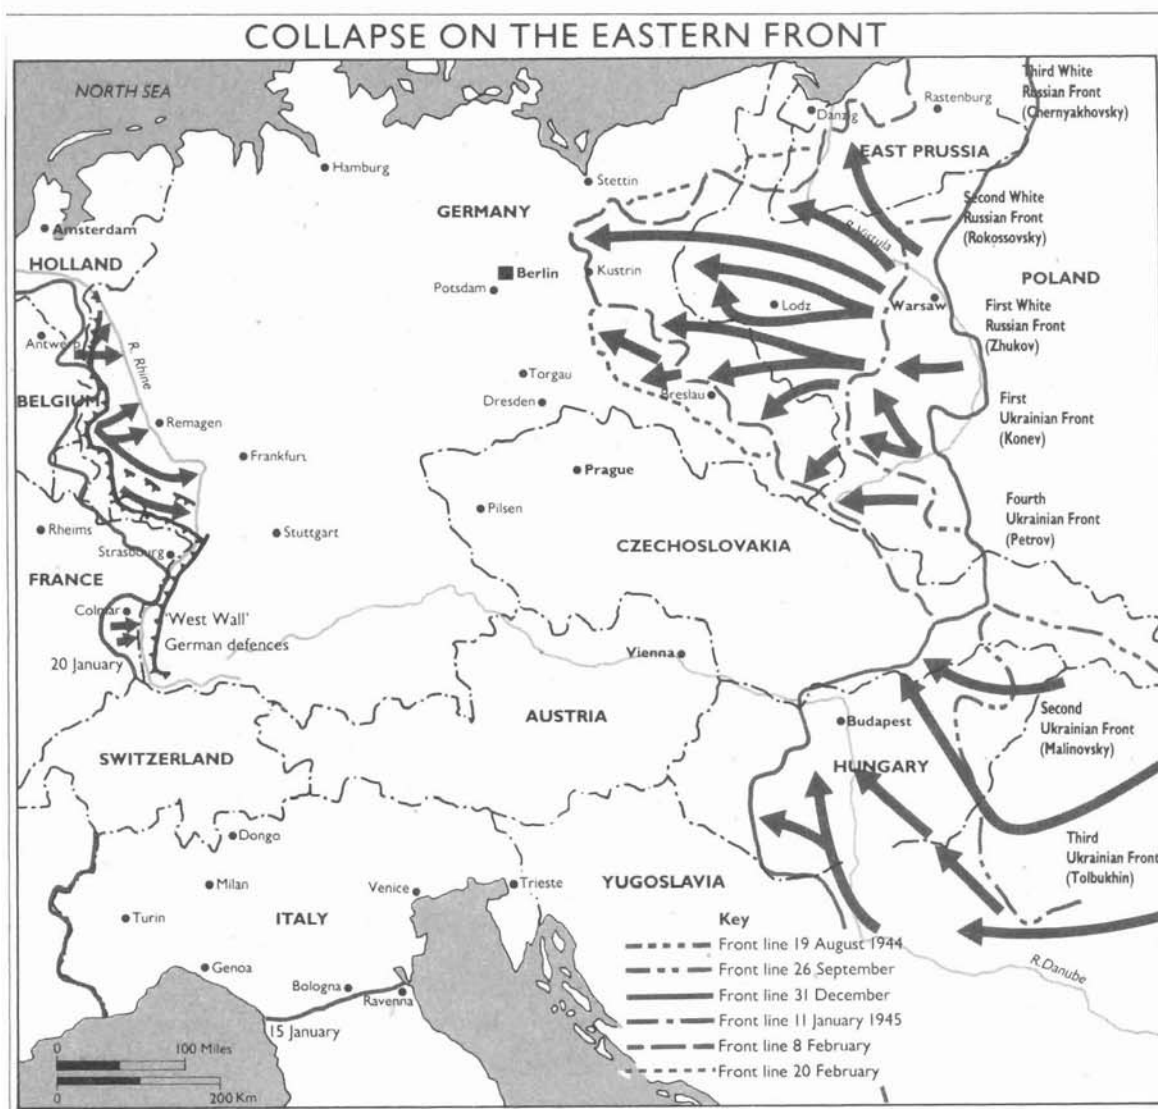 COLLAPSE ON THE EASTERN FRONT
NORTH SEA
Third White
Russian Front
(Chernyakhovsky)
Rastenburg
Danzig
EAST PRUSSIA
Hamburg
Stettin
GERMANY
Second White
Russian Front
(Rokossovsky)
R. Vistula
Amsterdam
HOLLAND
Berlin
Kustrin
POLAND
Potsdam
Lodz
Warsaw
First White
Russian Front
(Zhukov)
Antwerp
R. Rhine
Torgau
BELGIUM
Dresden
Breslau
First
Ukrainian Front
(Konev)
Remagen
Frankfurt
Prague
Pilsen
Fourth
Ukrainian Front
(Petrov)
Rheims
Stuttgart
Strasbourg
CZECHOSLOVAKIA
FRANCE
Colmar
'West Wall'
German defences
20 January
Vienna
AUSTRIA
Budapest
Second
Ukrainian Front
(Malinovsky)
SWITZERLAND
HUNGARY
Dongo
Third
Ukrainian Front
(Tolbukhin)
Milan
Venice
Trieste
YUGOSLAVIA
Turin
ITALY
Key
Front line 19 August 1944
Front line 26 September
Front line 31 December
Front line 11 January 1945
Front line 8 February
Front line 20 February
R. Danube
Genoa
Bologna
Ravenna
15 January
0 100 Miles
0 200 Km